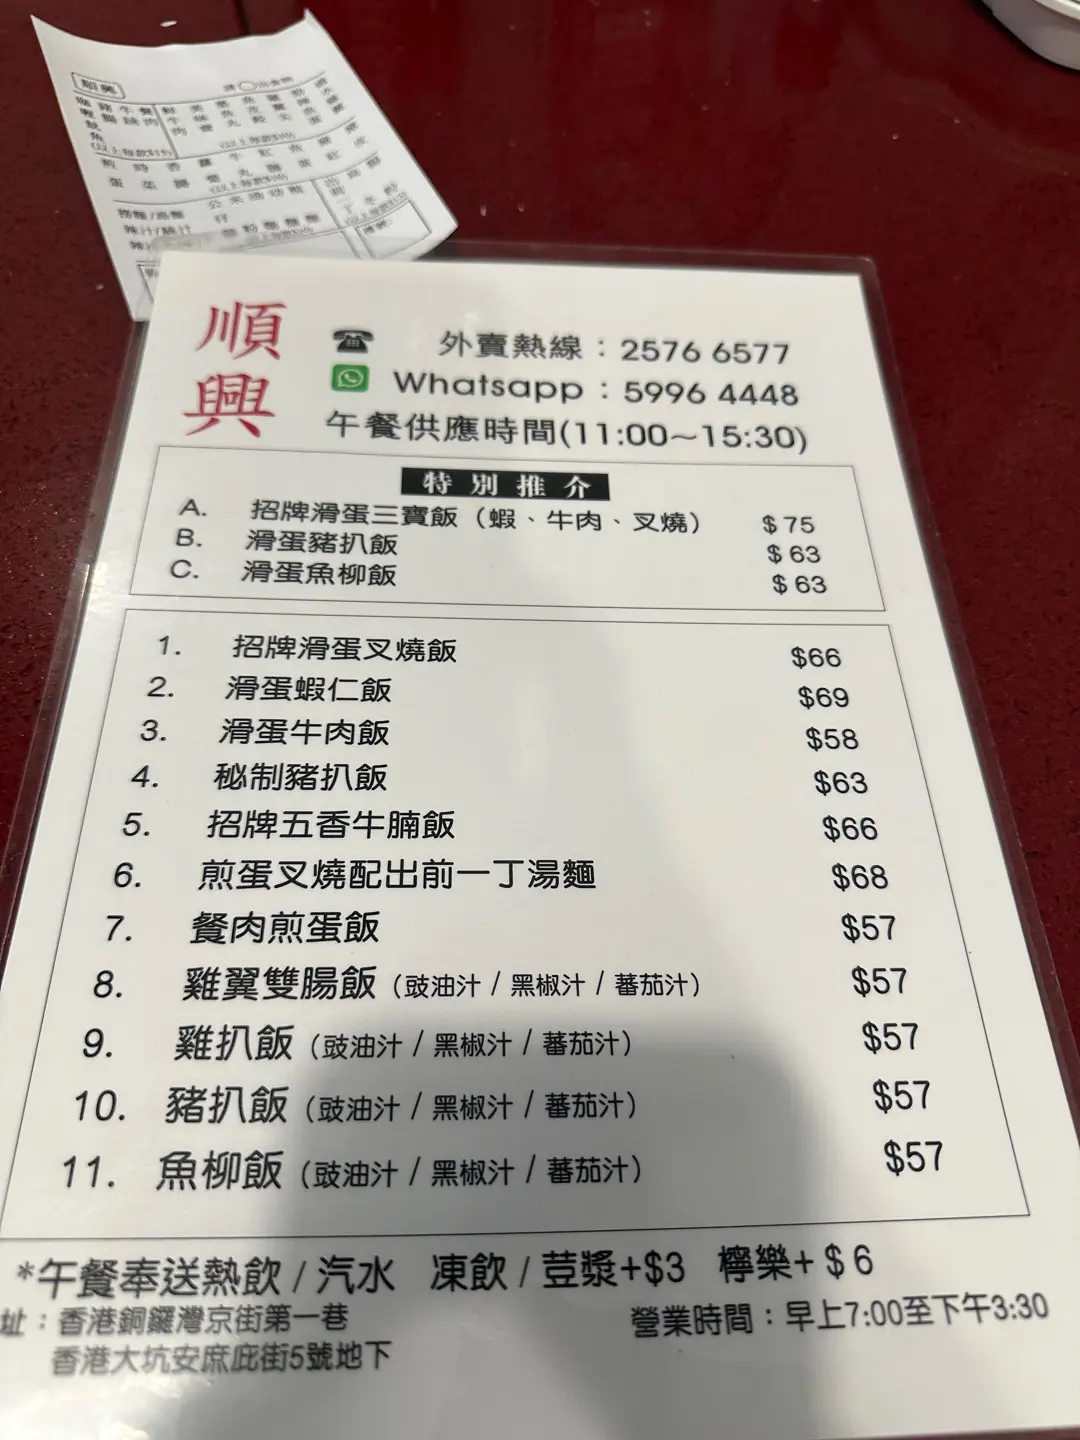 順興
外賣熱線：2576 6577
Whatsapp：5996 4448
午餐供應時間(11:00~15:30)
特別推介
A. 招牌滑蛋三寶飯（蝦、牛肉、叉燒） $75
B. 滑蛋豬扒飯 $63
C. 滑蛋魚柳飯 $63
1. 招牌滑蛋叉燒飯 $66
2. 滑蛋蝦仁飯 $69
3. 滑蛋牛肉飯 $58
4. 秘制豬扒飯 $63
5. 招牌五香牛腩飯 $66
6. 煎蛋叉燒配出前一丁湯麵 $68
7. 餐肉煎蛋飯 $57
8. 雞翼雙腸飯（豉油汁 / 黑椒汁 / 蕃茄汁） $57
9. 雞扒飯（豉油汁 / 黑椒汁 / 蕃茄汁） $57
10. 豬扒飯（豉油汁 / 黑椒汁 / 蕃茄汁） $57
11. 魚柳飯（豉油汁 / 黑椒汁 / 蕃茄汁） $57
*午餐奉送熱飲 / 汽水 凍飲 / 荳漿+$3 檸樂+$6
址：香港銅鑼灣京街第一巷 營業時間：早上7:00至下午3:30
香港大坑安庶庇街5號地下